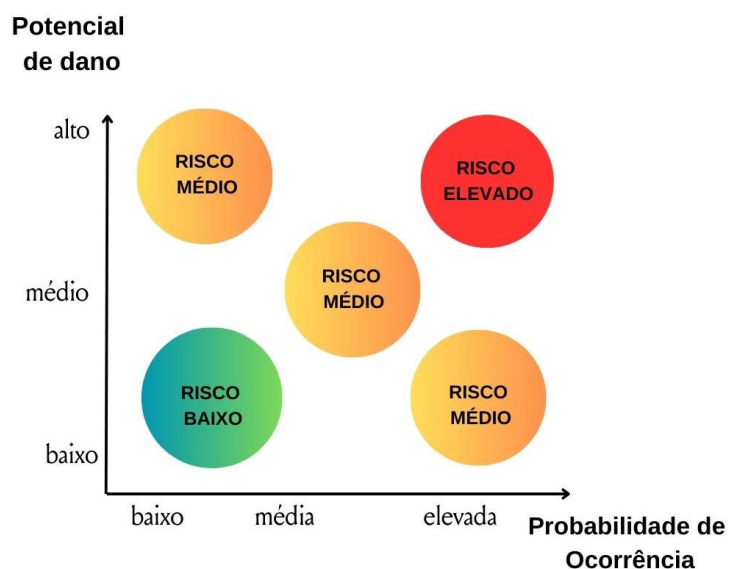 Potencial
de dano
alto
RISCO
MÉDIO
RISCO
ELEVADO
médio
RISCO
MÉDIO
RISCO
BAIXO
RISCO
MÉDIO
baixo
baixo
média
elevada
Probabilidade de
Ocorrência